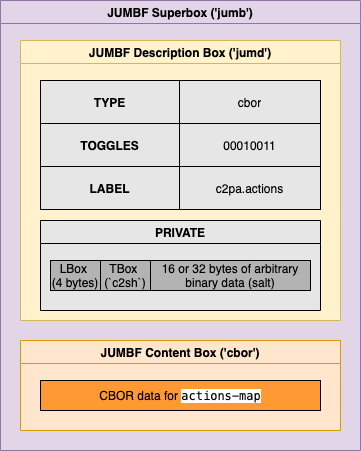 JUMBF Superbox ('jumb')
JUMBF Description Box ('jumd')
TYPE cbor
TOGGLES 00010011
LABEL c2pa.actions
PRIVATE
LBox TBox 16 or 32 bytes of arbitrary
(4 bytes) (`c2sh`) binary data (salt)
JUMBF Content Box ('cbor')
CBOR data for actions-map